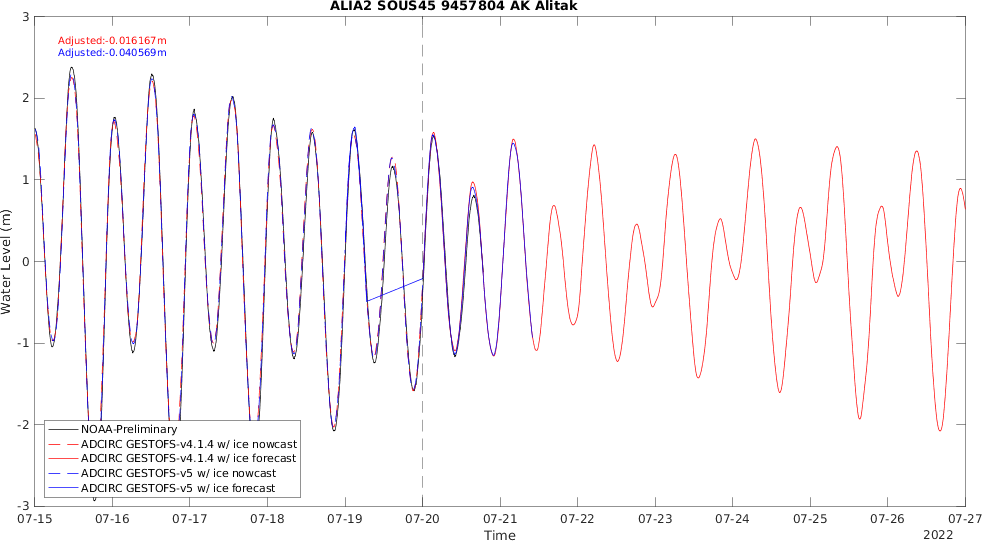 ALIA2 SOUS45 9457804 AK Alitak
Adjusted:-0.016167m
Adjusted:-0.040569m
3
2
1
0
-1
-2
-3
Water Level (m)
NOAA-Preliminary
ADCIRC GESTOFS-v4.1.4 w/ ice nowcast
ADCIRC GESTOFS-v4.1.4 w/ ice forecast
ADCIRC GESTOFS-v5 w/ ice nowcast
ADCIRC GESTOFS-v5 w/ ice forecast
07-15 07-16 07-17 07-18 07-19 07-20 07-21 07-22 07-23 07-24 07-25 07-26 07-27
Time
2022